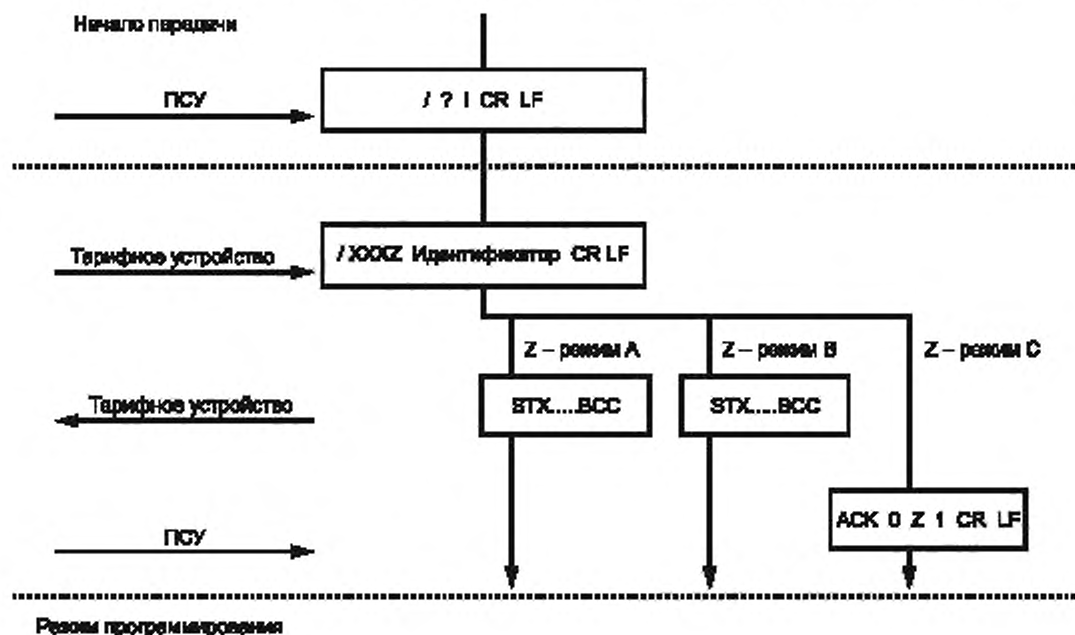 Начало парадачи
ПСУ
/ ? I CR LF
Тарифное устройство
/ XXXZ Идентификатор CR LF
Z – режим A
Z – режим B
Z – режим C
Тарифное устройство
STX.....BCC
STX.....BCC
ACK 0 Z 1 CR LF
ПСУ
Режим программирования